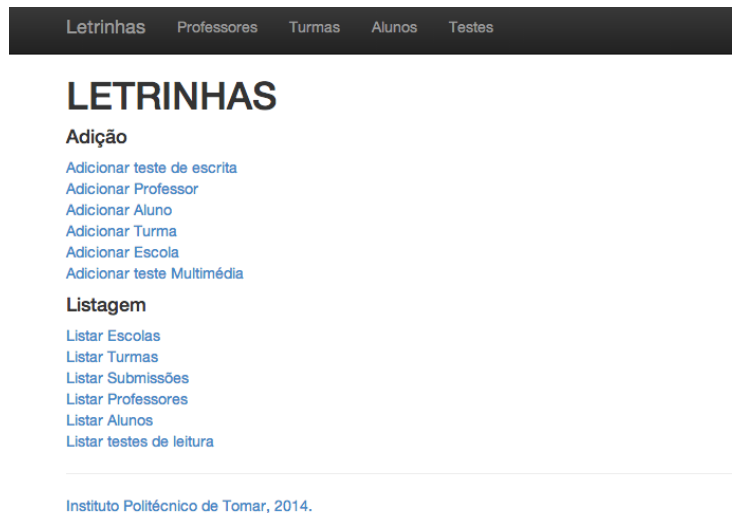 Letrinhas Professores Turmas Alunos Testes
LETRINHAS
Adição
Adicionar teste de escrita
Adicionar Professor
Adicionar Aluno
Adicionar Turma
Adicionar Escola
Adicionar teste Multimédia
Listagem
Listar Escolas
Listar Turmas
Listar Submissões
Listar Professores
Listar Alunos
Listar testes de leitura
Instituto Politécnico de Tomar, 2014.